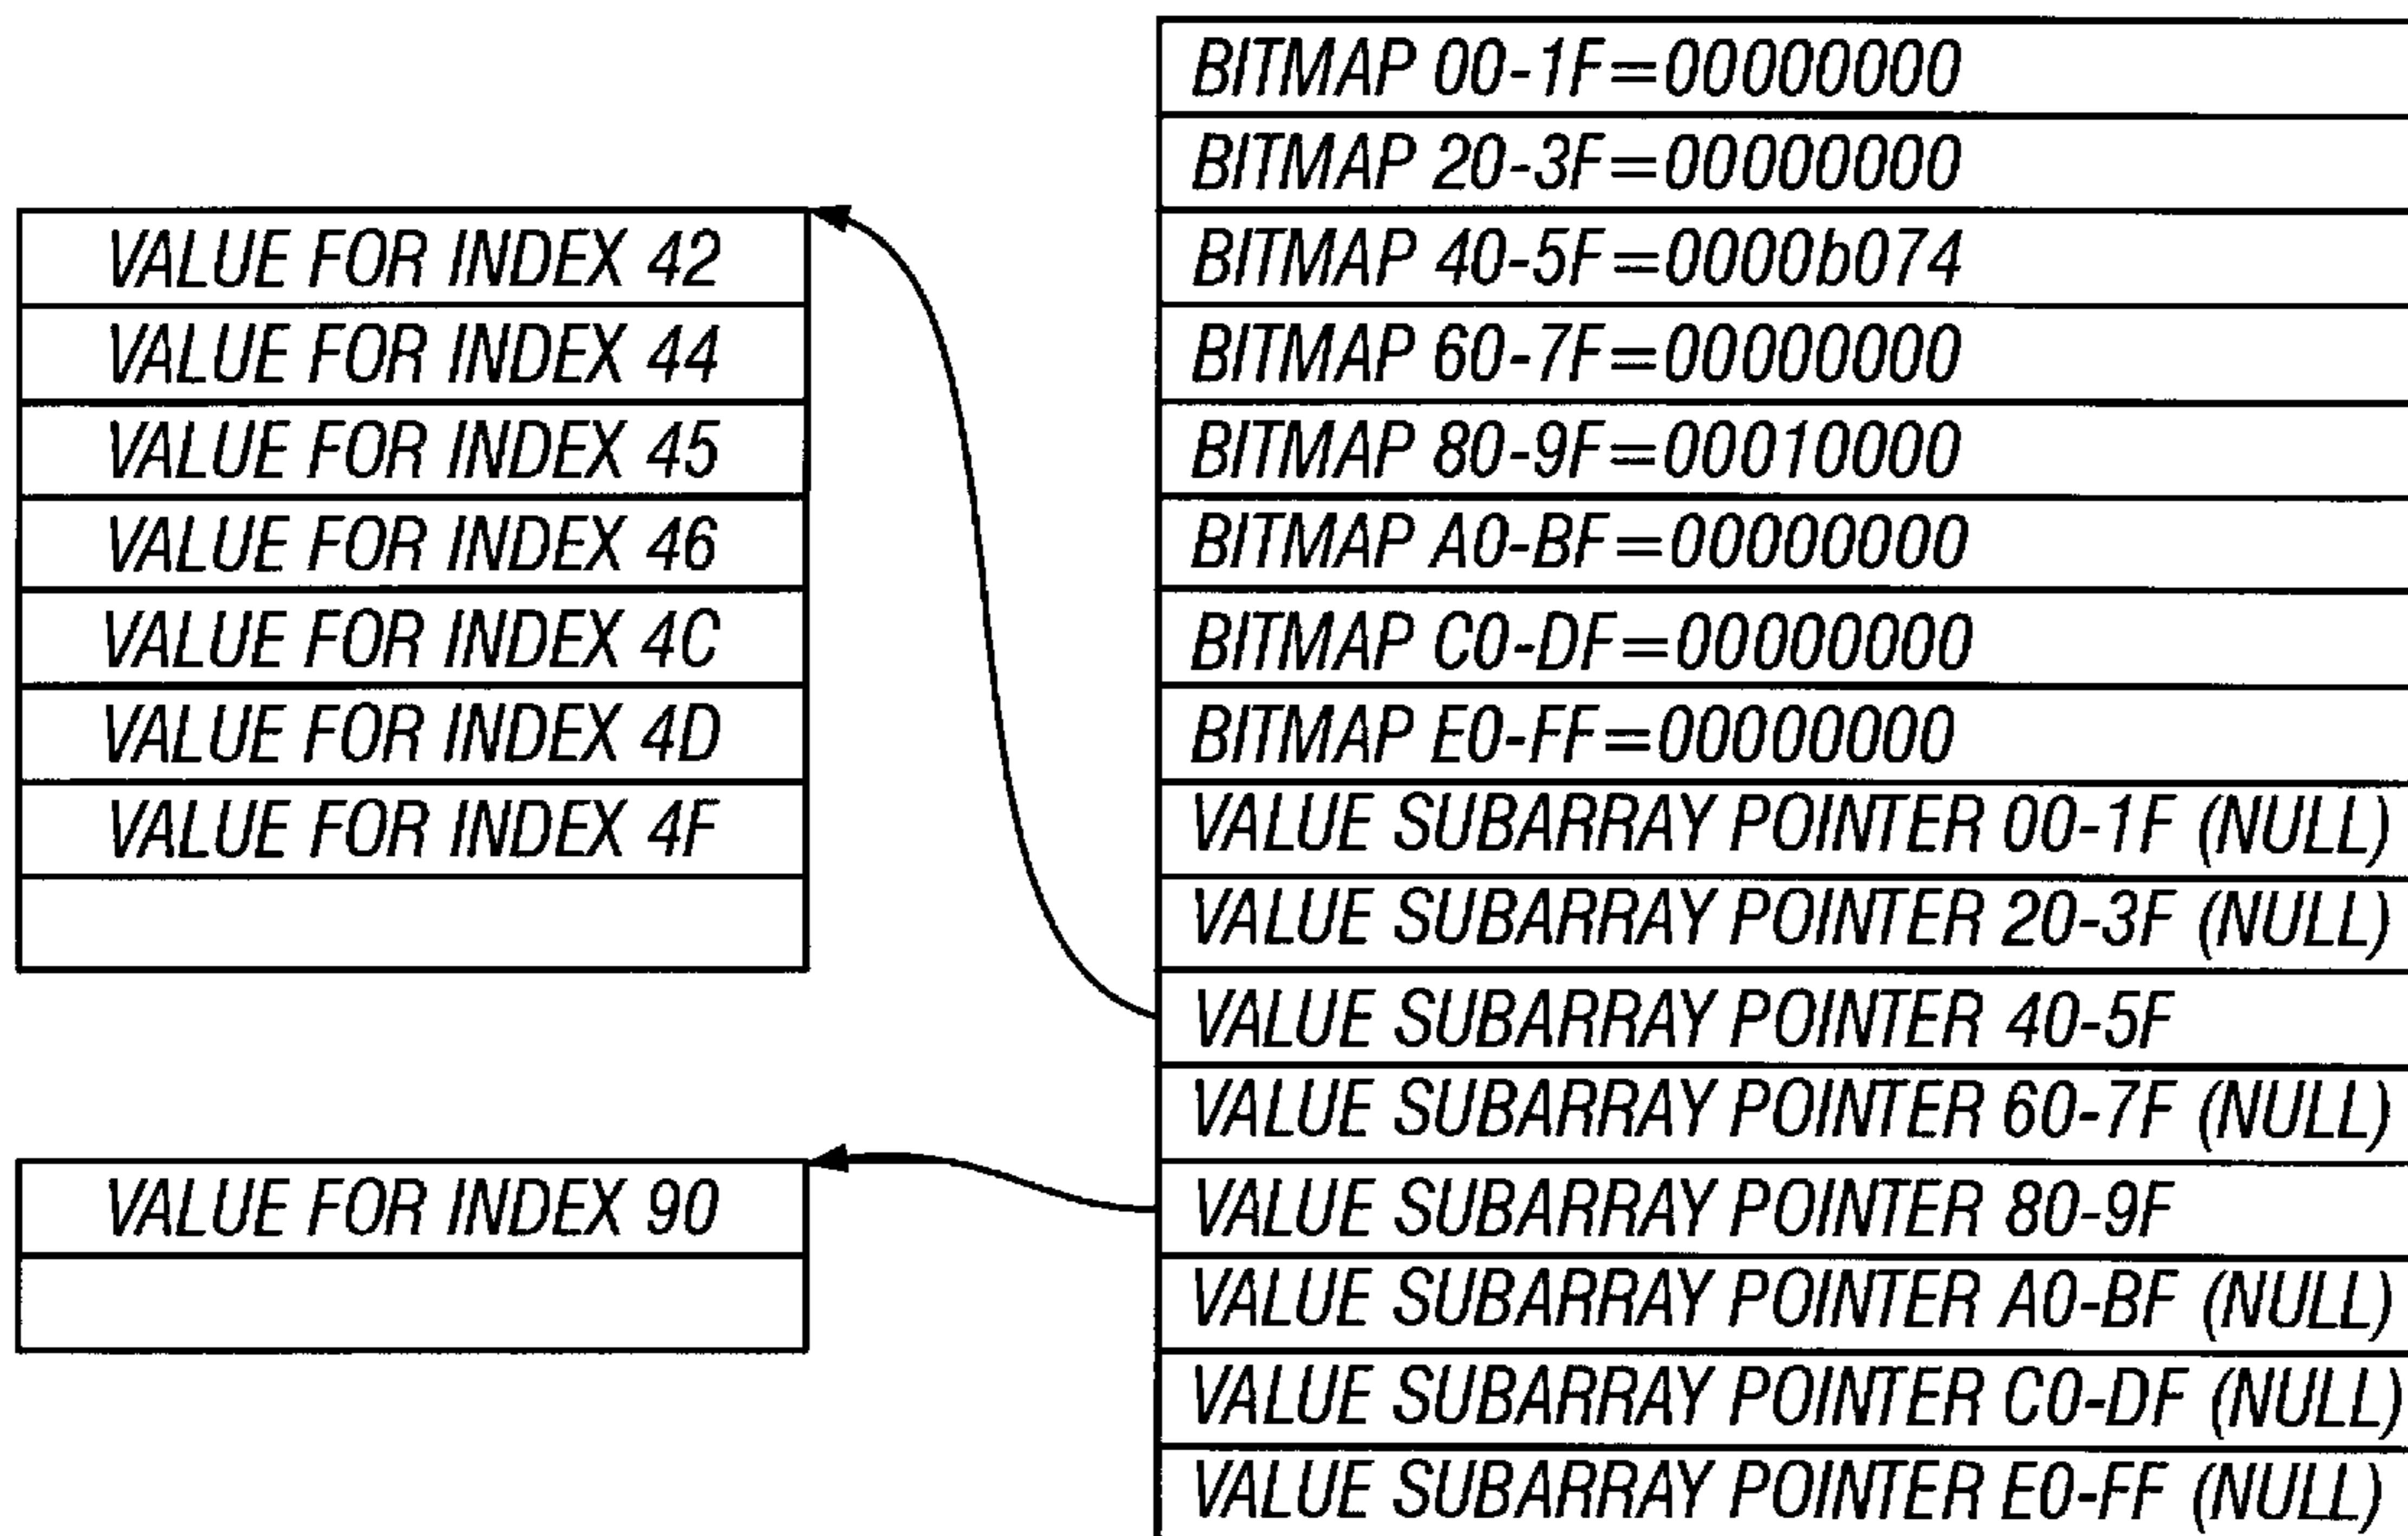 VALUE FOR INDEX 42
VALUE FOR INDEX 44
VALUE FOR INDEX 45
VALUE FOR INDEX 46
VALUE FOR INDEX 4C
VALUE FOR INDEX 4D
VALUE FOR INDEX 4F
VALUE FOR INDEX 90
BITMAP 00-1F=00000000
BITMAP 20-3F=00000000
BITMAP 40-5F=0000b074
BITMAP 60-7F=00000000
BITMAP 80-9F=00010000
BITMAP A0-BF=00000000
BITMAP C0-DF=00000000
BITMAP E0-FF=00000000
VALUE SUBARRAY POINTER 00-1F (NULL)
VALUE SUBARRAY POINTER 20-3F (NULL)
VALUE SUBARRAY POINTER 40-5F
VALUE SUBARRAY POINTER 60-7F (NULL)
VALUE SUBARRAY POINTER 80-9F
VALUE SUBARRAY POINTER A0-BF (NULL)
VALUE SUBARRAY POINTER C0-DF (NULL)
VALUE SUBARRAY POINTER E0-FF (NULL)